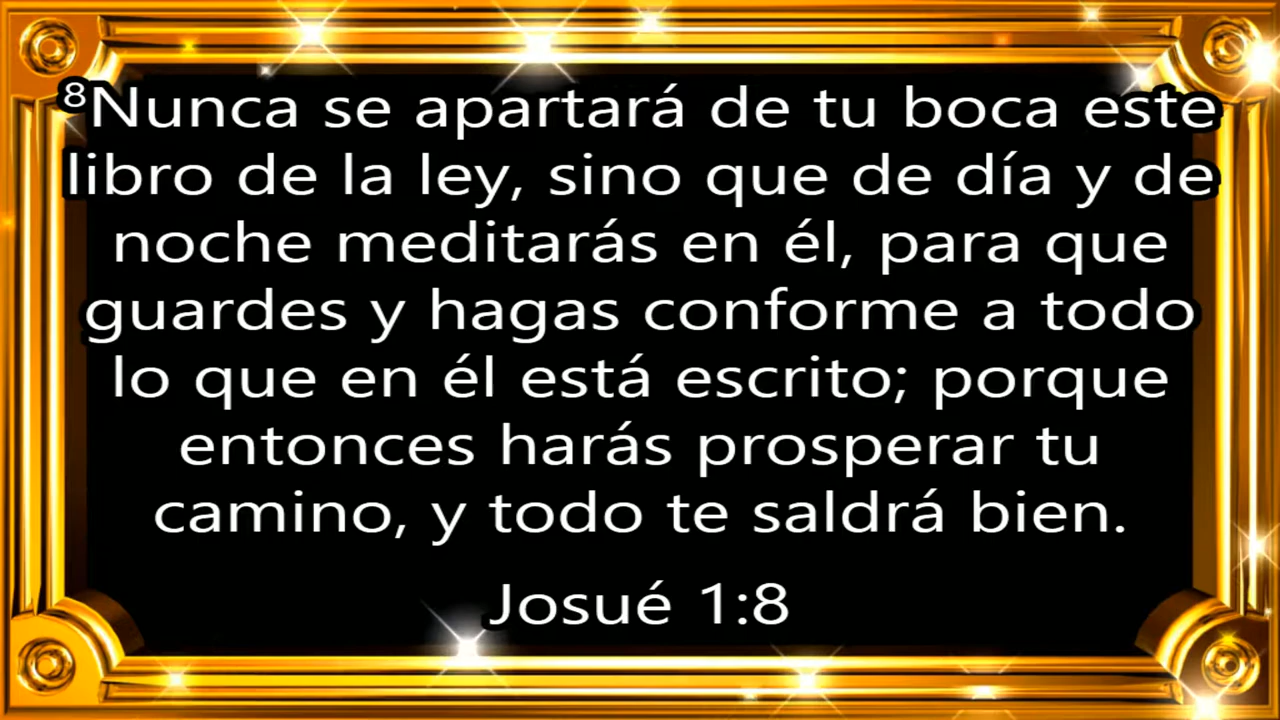 ⁸Nunca se apartará de tu boca este
libro de la ley, sino que de día y de
noche meditarás en él, para que
guardes y hagas conforme a todo
lo que en él está escrito; porque
entonces harás prosperar tu
camino, y todo te saldrá bien.
Josué 1:8